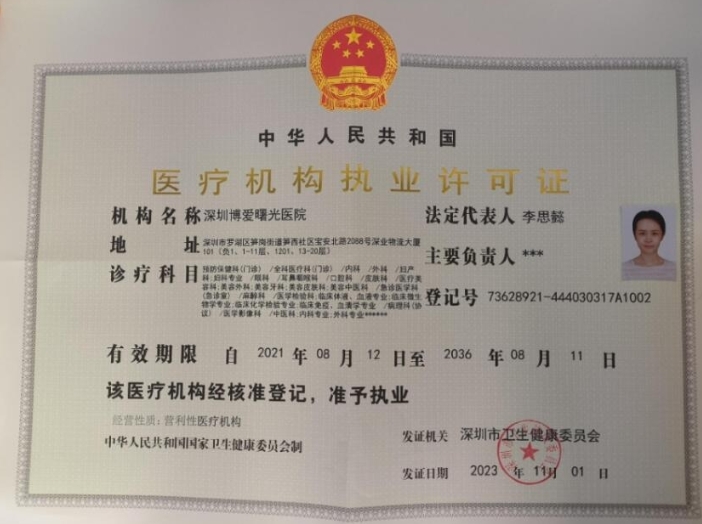 中华人民共和国
医疗机构执业许可证
机构名称 深圳博爱曙光医院
法定代表人 李思懿
地 址 深圳市罗湖区笋岗街道笋西社区宝安北路2088号深业物流大厦
101(负1、1-11层、1201、13-20层)
主要负责人 ***
诊疗科目 预防保健科(门诊) /全科医疗科(门诊) /内科 /外科 /妇产
科:妇科专业 /眼科 /耳鼻咽喉科 /口腔科 /皮肤科 /医疗美
容科;美容外科;美容牙科;美容皮肤科;美容中医科 /急诊医学科
(急诊室) /麻醉科 /医学检验科;临床体液、血液专业;临床微生
物学专业;临床化学检验专业;临床免疫、血清学专业 /病理科(协
议) /医学影像科 /中医科:内科专业;外科专业******
登记号 73628921-444030317A1002
有效期限 自 2021 年 08 月 12 日至 2036 年 08 月 11 日
该医疗机构经核准登记,准予执业
经营性质:营利性医疗机构
中华人民共和国国家卫生健康委员会制
发证机关 深圳市卫生健康委员会
发证日期 2023 年 11月 01 日